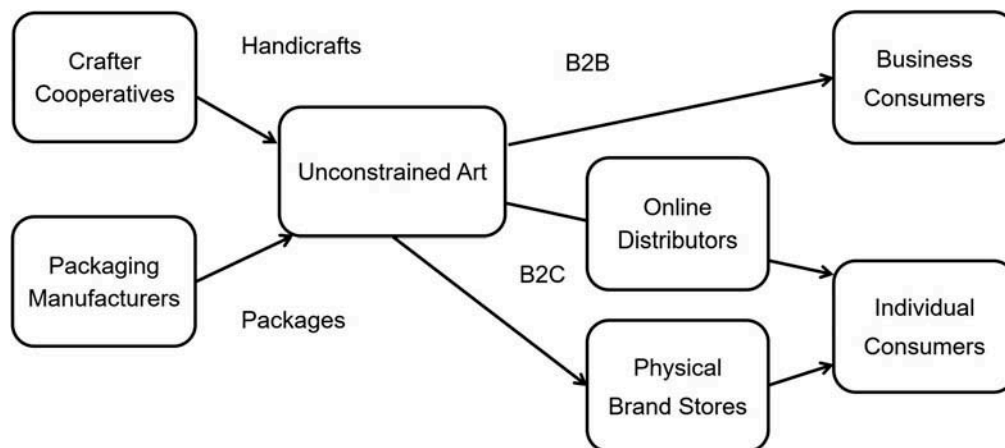 Crafter
Cooperatives
Handicrafts
B2B
Business
Consumers
Unconstrained Art
Online
Distributors
Packaging
Manufacturers
B2C
Packages
Individual
Consumers
Physical
Brand Stores